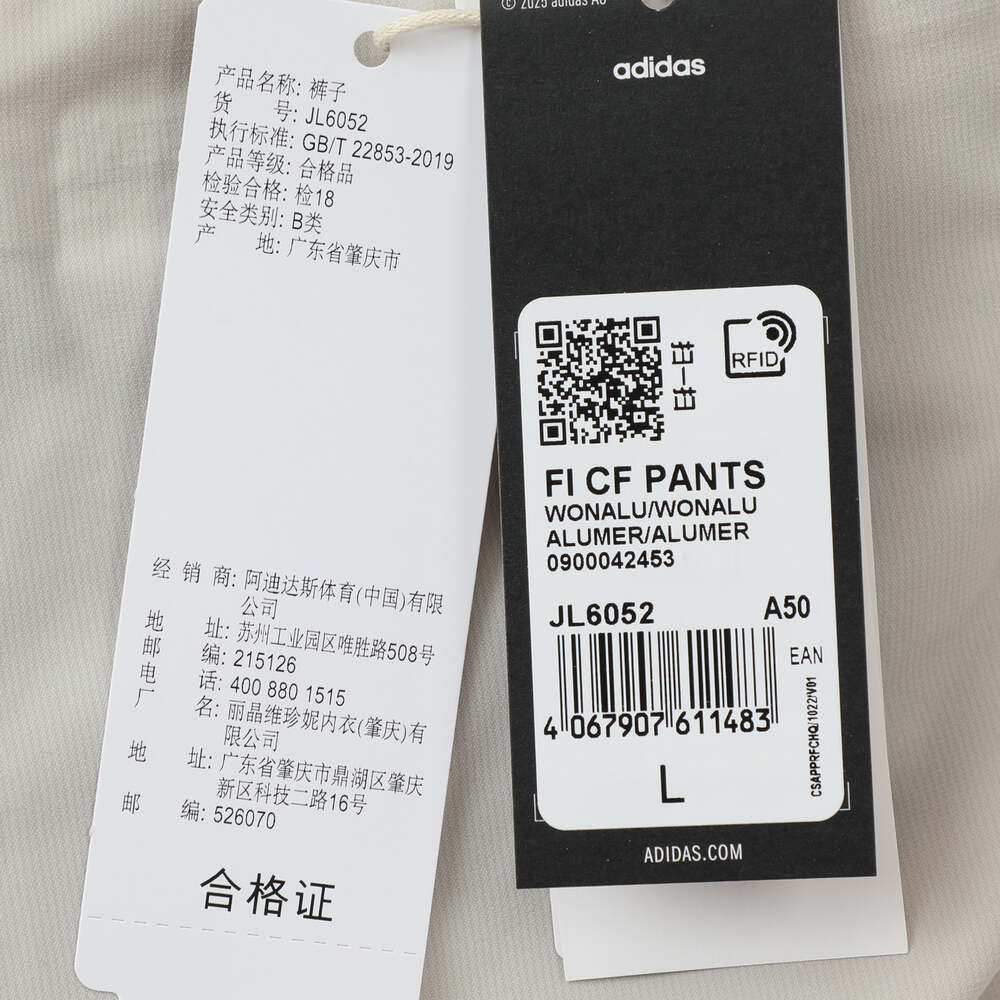 产品名称: 裤子
货 号: JL6052
执行标准: GB/T 22853-2019
产品等级: 合格品
检验合格: 检18
安全类别: B类
产 地: 广东省肇庆市
经 销 商: 阿迪达斯体育(中国)有限
公司
地 址: 苏州工业园区唯胜路508号
邮 编: 215126
电 话: 400 880 1515
厂 名: 丽晶维珍妮内衣(肇庆)有
限公司
地 址: 广东省肇庆市鼎湖区肇庆
新区科技二路16号
邮 编: 526070
合格证
© 2025 adidas AG
adidas
RFID
FI CF PANTS
WONALU/WONALU
ALUMER/ALUMER
0900042453
JL6052 A50
EAN
4 067907 611483
CSAPPRFCHQ/1022/V01
L
ADIDAS.COM